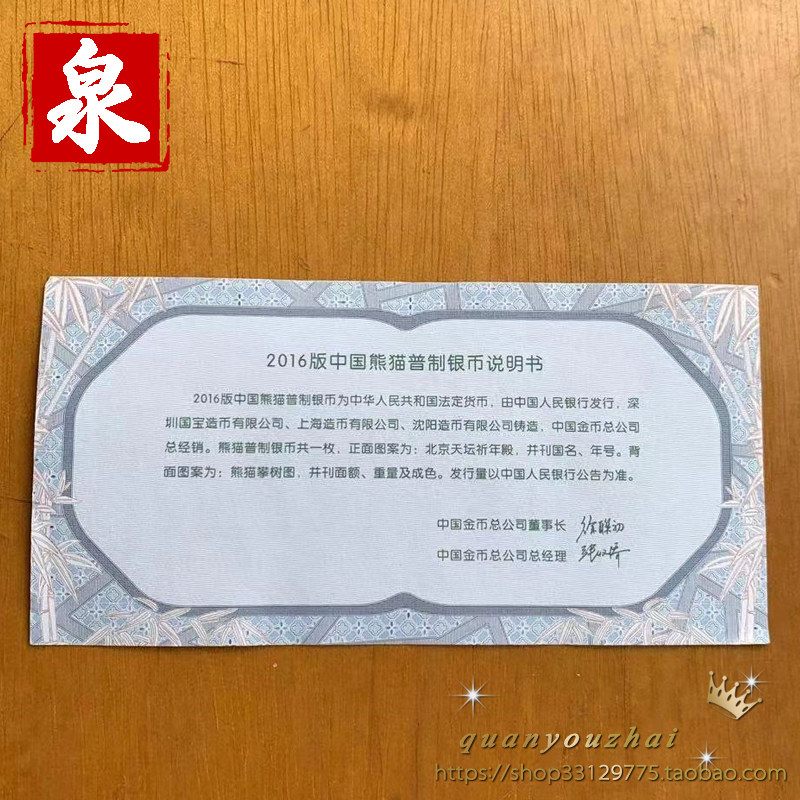 泉
2016版中国熊猫普制银币说明书
2016版中国熊猫普制银币为中华人民共和国法定货币，由中国人民银行发行，深
圳国宝造币有限公司、上海造币有限公司、沈阳造币有限公司铸造，中国金币总公司
总经销。熊猫普制银币共一枚，正面图案为：北京天坛祈年殿，并刊国名、年号。背
面图案为：熊猫攀树图，并刊面额、重量及成色。发行量以中国人民银行公告为准。
中国金币总公司董事长
中国金币总公司总经理
quanyouzhai
https://shop33129775.taobao.com